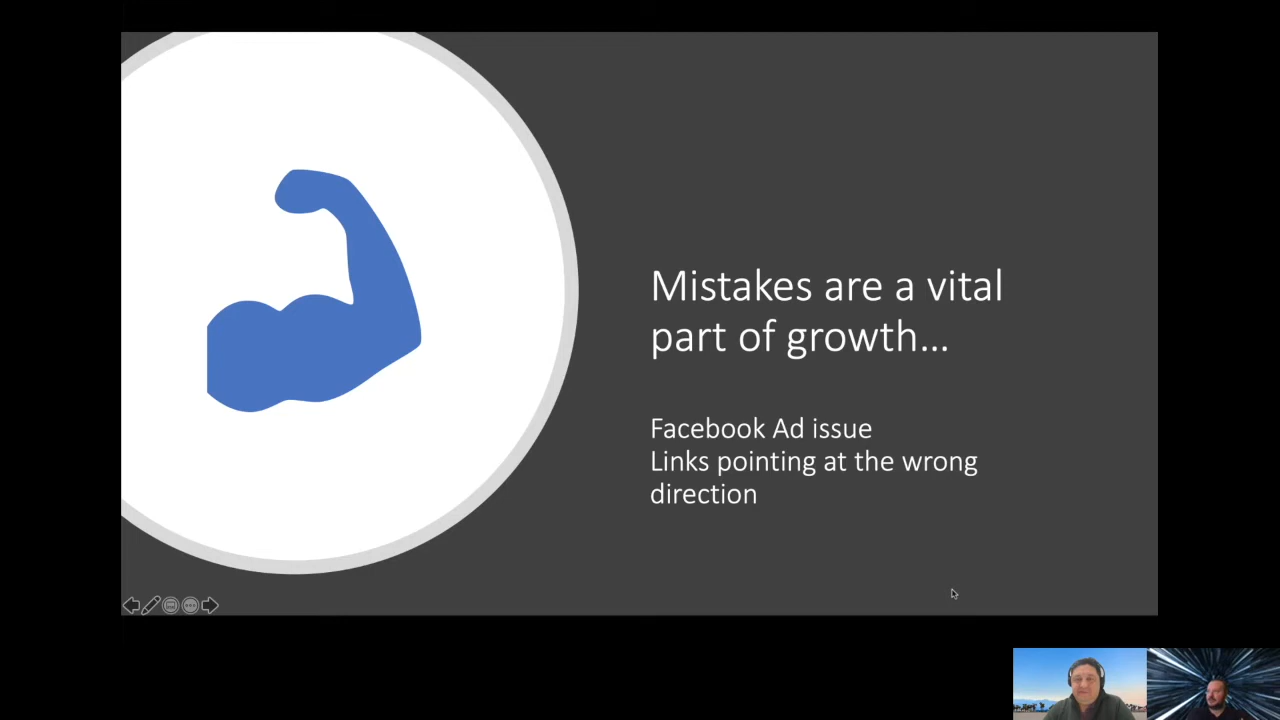 Mistakes are a vital
part of growth...
Facebook Ad issue
Links pointing at the wrong
direction